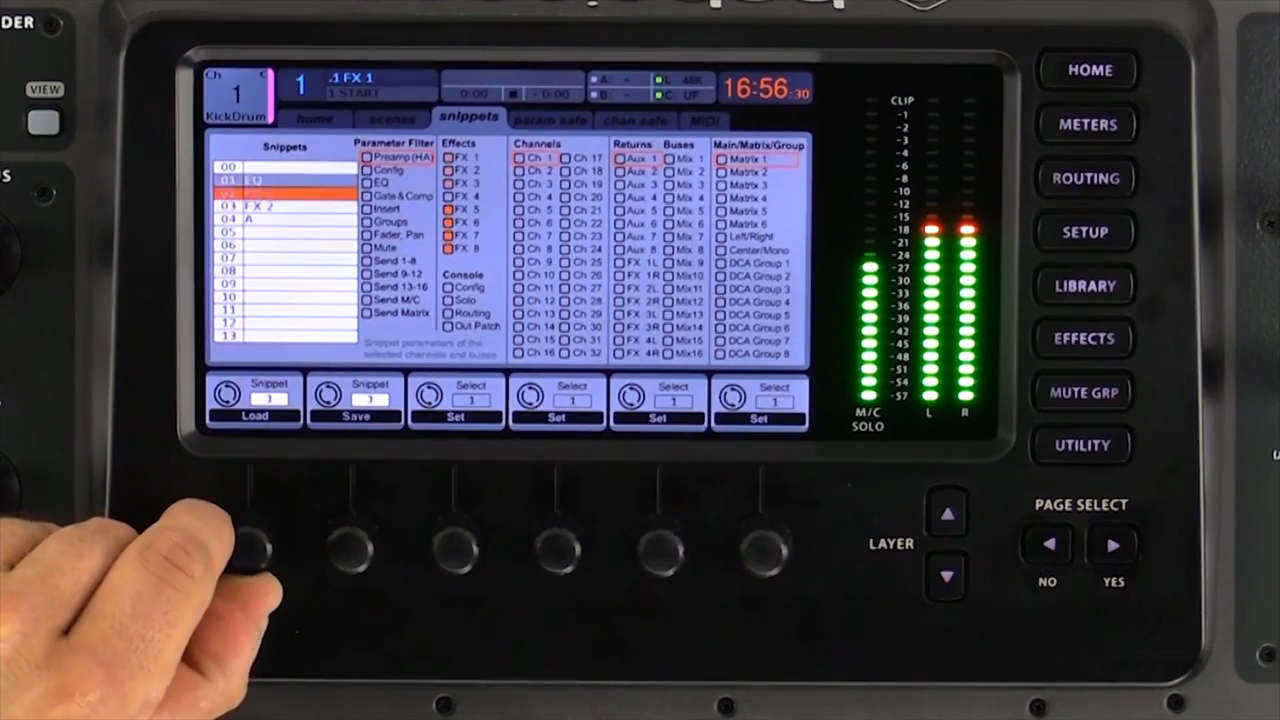 DER
VIEW
S
Ch
1
KickDrum
1 .1 FX 1
1 START
0:00 - 0:00
A: - L 48K
B: - C: UF
16:56:30
home scenes snippets param safe chan safe MIDI
Snippets
00
01 EQ
03 FX 2
04 A
05
06
07
08
09
10
11
12
13
Parameter Filter
Preamp (HA)
Config
EQ
Gate & Comp
Insert
Groups
Fader, Pan
Mute
Send 1-8
Send 9-12
Send 13-16
Send M/C
Send Matrix
Snippet parameters of the
selected channels and buses
Effects
FX 1
FX 2
FX 3
FX 4
FX 5
FX 6
FX 7
FX 8
Console
Config
Solo
Routing
Out Patch
Channels
Ch 1 Ch 17
Ch 2 Ch 18
Ch 3 Ch 19
Ch 4 Ch 20
Ch 5 Ch 21
Ch 6 Ch 22
Ch 7 Ch 23
Ch 8 Ch 24
Ch 9 Ch 25
Ch 10 Ch 26
Ch 11 Ch 27
Ch 12 Ch 28
Ch 13 Ch 29
Ch 14 Ch 30
Ch 15 Ch 31
Ch 16 Ch 32
Returns Buses
Aux 1 Mix 1
Aux 2 Mix 2
Aux 3 Mix 3
Aux 4 Mix 4
Aux 5 Mix 5
Aux 6 Mix 6
Aux 7 Mix 7
Aux 8 Mix 8
FX 1L Mix 9
FX 1R Mix10
FX 2L Mix11
FX 2R Mix12
FX 3L Mix13
FX 3R Mix14
FX 4L Mix15
FX 4R Mix16
Main/Matrix/Group
Matrix 1
Matrix 2
Matrix 3
Matrix 4
Matrix 5
Matrix 6
Left/Right
Center/Mono
DCA Group 1
DCA Group 2
DCA Group 3
DCA Group 4
DCA Group 5
DCA Group 6
DCA Group 7
DCA Group 8
Snippet
Load
Snippet
Save
Select
1
Set
Select
1
Set
Select
1
Set
Select
1
Set
CLIP
-1
-2
-4
-6
-8
-10
-12
-15
-18
-21
-24
-27
-30
-33
-36
-39
-42
-45
-48
-51
-54
-57
M/C
SOLO
L
R
HOME
METERS
ROUTING
SETUP
LIBRARY
EFFECTS
MUTE GRP
UTILITY
PAGE SELECT
LAYER
NO
YES